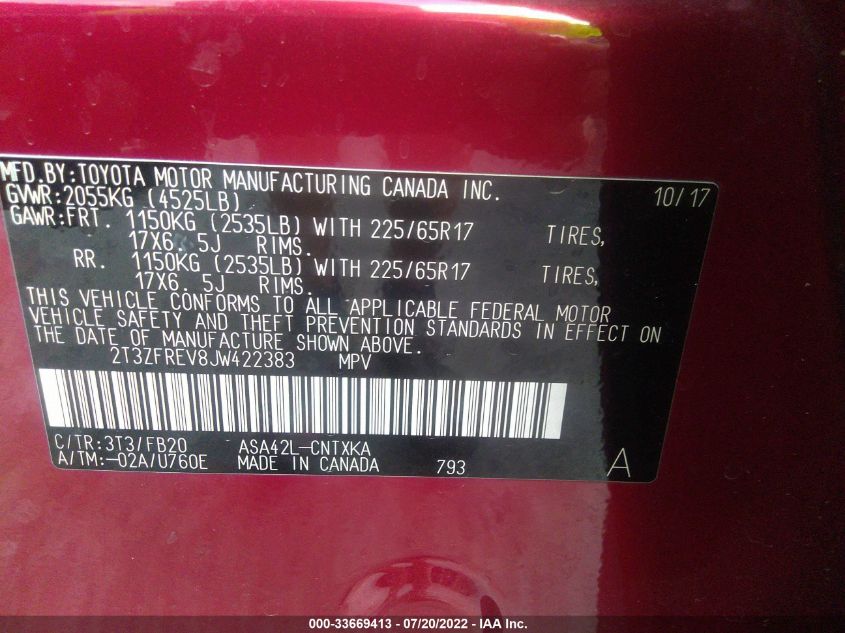 MFD.BY:TOYOTA MOTOR MANUFACTURING CANADA INC. 10/17
GVWR:2055KG (4525LB)
GAWR:FRT. 1150KG (2535LB) WITH 225/65R17 TIRES,
17X6.5J RIMS.
RR. 1150KG (2535LB) WITH 225/65R17 TIRES,
17X6.5J RIMS.
THIS VEHICLE CONFORMS TO ALL APPLICABLE FEDERAL MOTOR
VEHICLE SAFETY AND THEFT PREVENTION STANDARDS IN EFFECT ON
THE DATE OF MANUFACTURE SHOWN ABOVE.
2T3ZFREV8JW422383 MPV
C/TR:3T3/FB20 ASA42L-CNTXKA
A/TM:-02A/U760E MADE IN CANADA 793 A
000-33669413 - 07/20/2022 - IAA Inc.